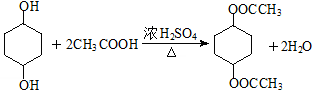 OH
OOCCH₃
+ 2CH₃COOH 浓H₂SO₄ △ + 2H₂O
OH
OOCCH₃